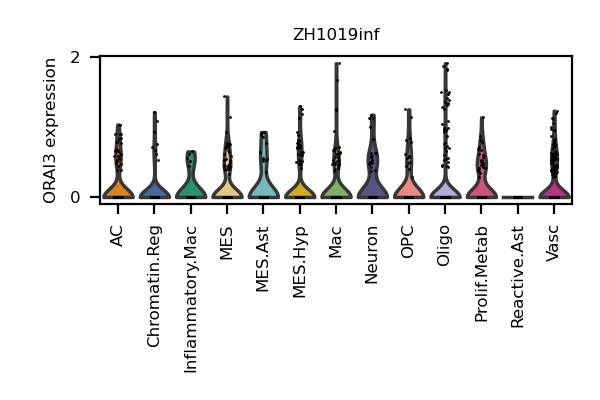 ZH1019inf
ORAI3 expression
2
0
AC
Chromatin.Reg
Inflammatory.Mac
MES
MES.Ast
MES.Hyp
Mac
Neuron
OPC
Oligo
Prolif.Metab
Reactive.Ast
Vasc